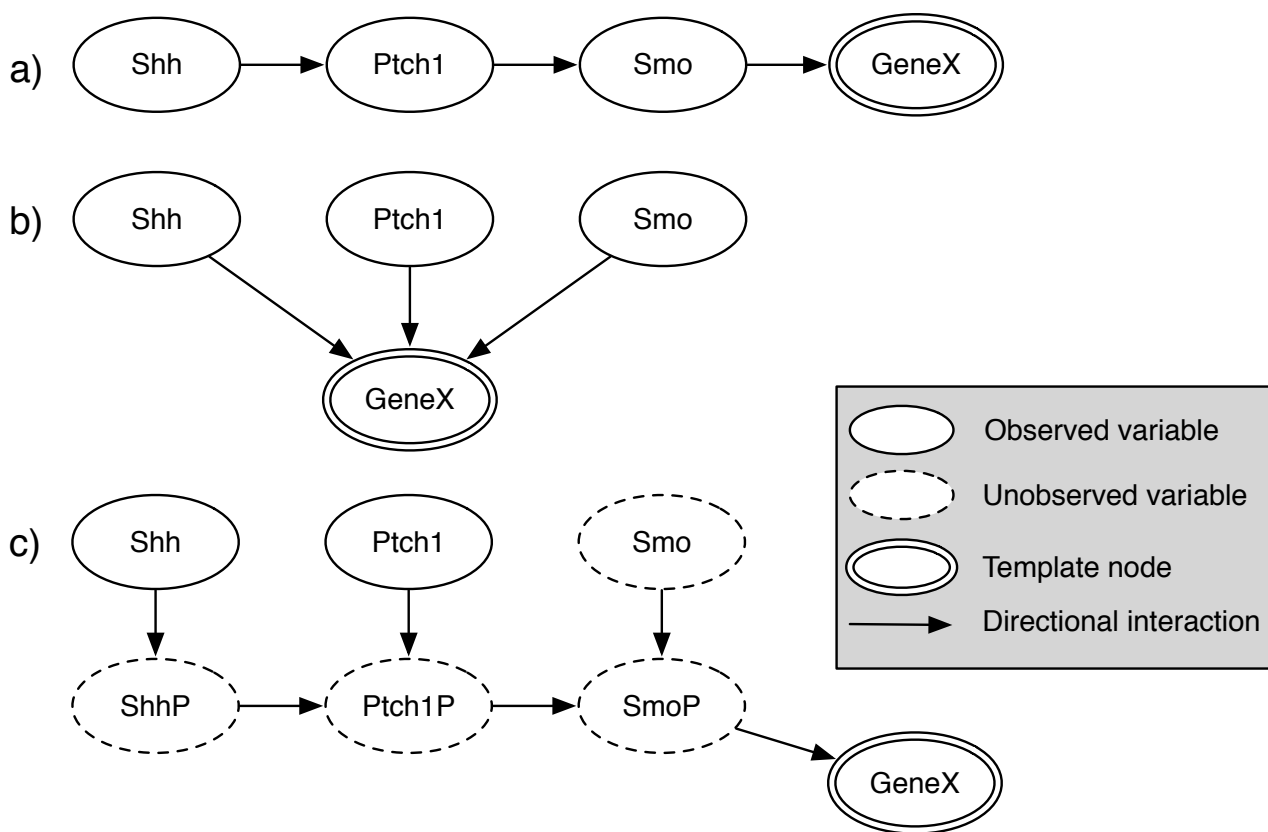 a) Shh Ptch1 Smo GeneX
b) Shh Ptch1 Smo
GeneX
Observed variable
Unobserved variable
c) Shh Ptch1 Smo
Template node
Directional interaction
ShhP Ptch1P SmoP
GeneX